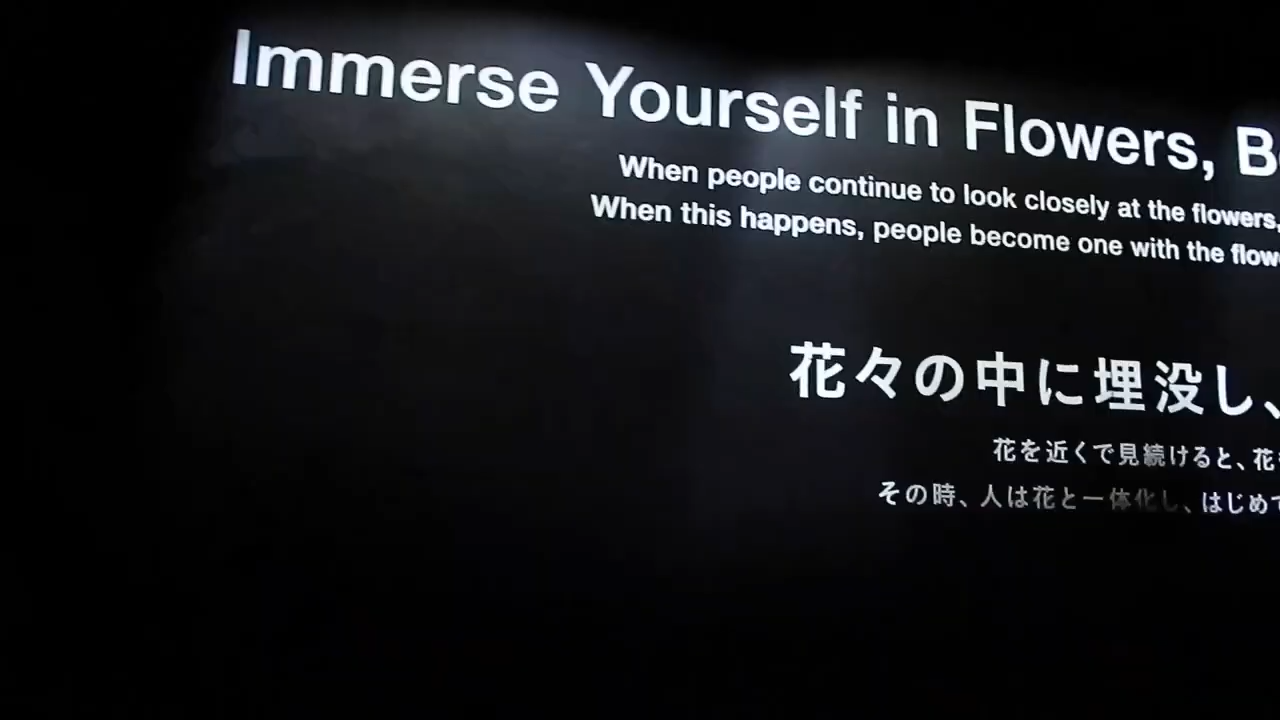 Immerse Yourself in Flowers,
When people continue to look closely at the flowers,
When this happens, people become one with the
花々の中に埋没し、
花を近くで見続けると、花
その時、人は花と一体化し、はじめて